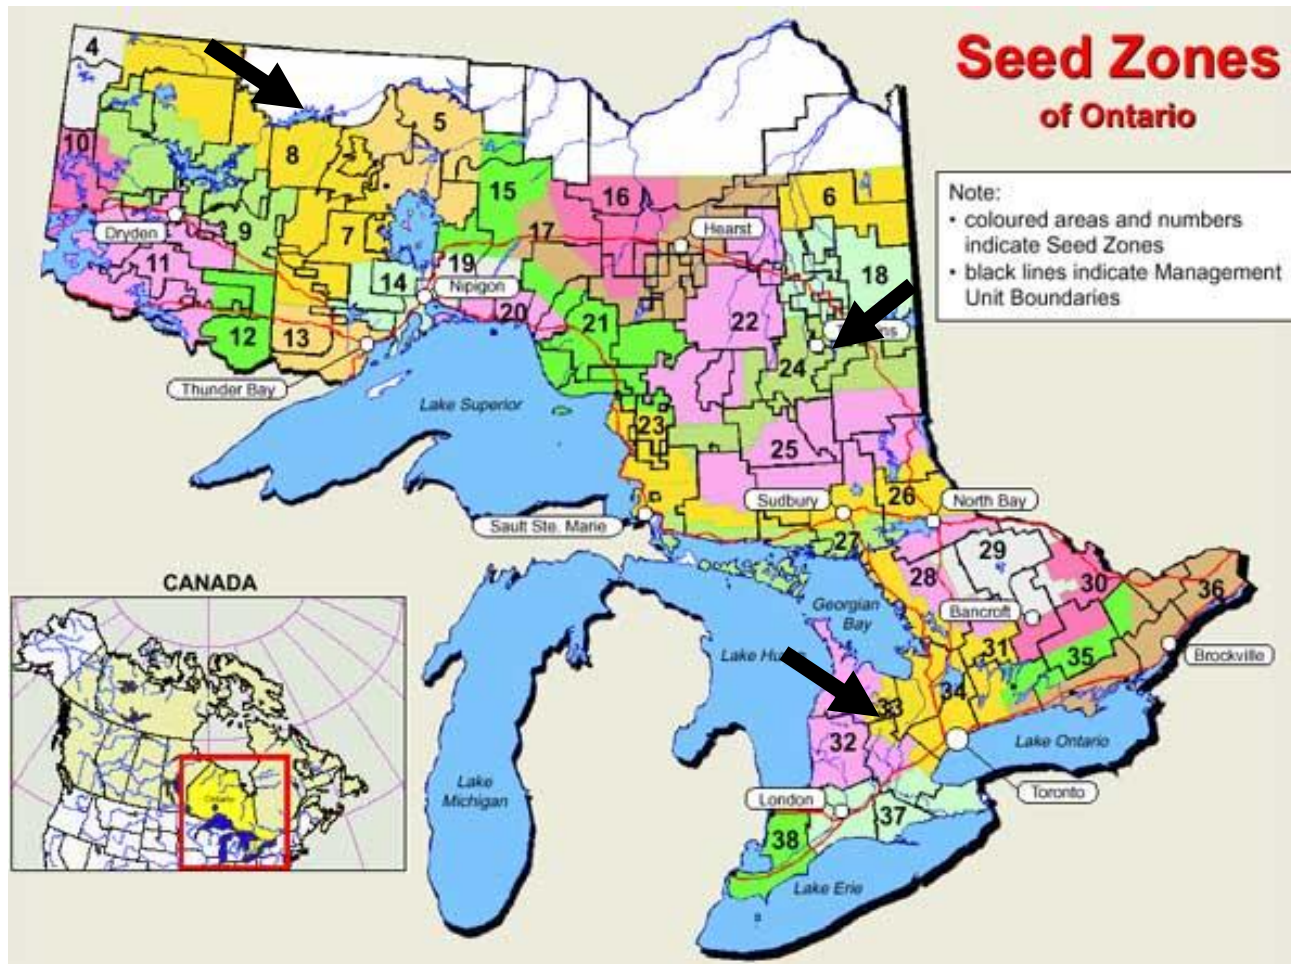 Seed Zones
of Ontario
Note:
• coloured areas and numbers
indicate Seed Zones
• black lines indicate Management
Unit Boundaries
4
5
10
8
15
16
6
Dryden
9
7
17
Hearst
11
14
19
18
Nipigon
20
12
13
21
22
Thunder Bay
24
Lake Superior
23
25
Sudbury
26
North Bay
Sault Ste. Marie
27
29
28
30
36
CANADA
Georgian
Bay
Bancroft
31
Brockville
35
34
33
32
Lake Ontario
Lake
Michigan
London
Toronto
37
38
Lake Erie
Ontario